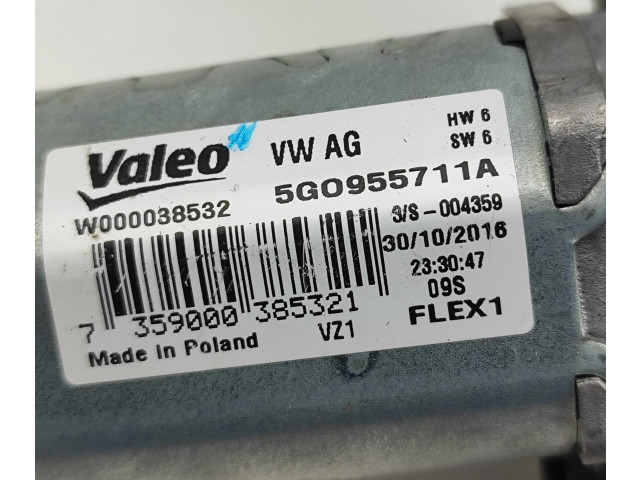 Valeo VW AG HW 6
SW 6
W000038532 5G0955711A
3/S-004359
30/10/2016
23:30:47
09S
7 359000 385321 VZ1 FLEX1
Made in Poland